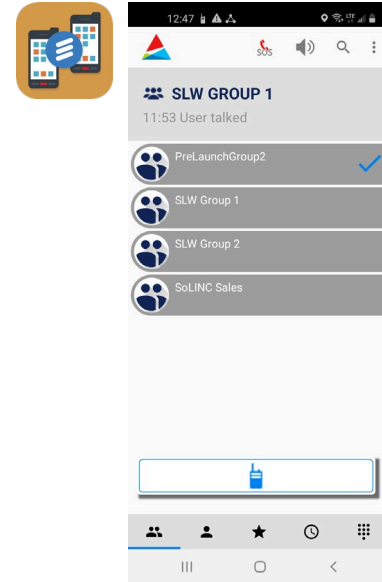 12:47
LTE
SOS
SLW GROUP 1
11:53 User talked
PreLaunchGroup2
SLW Group 1
SLW Group 2
SoLINC Sales